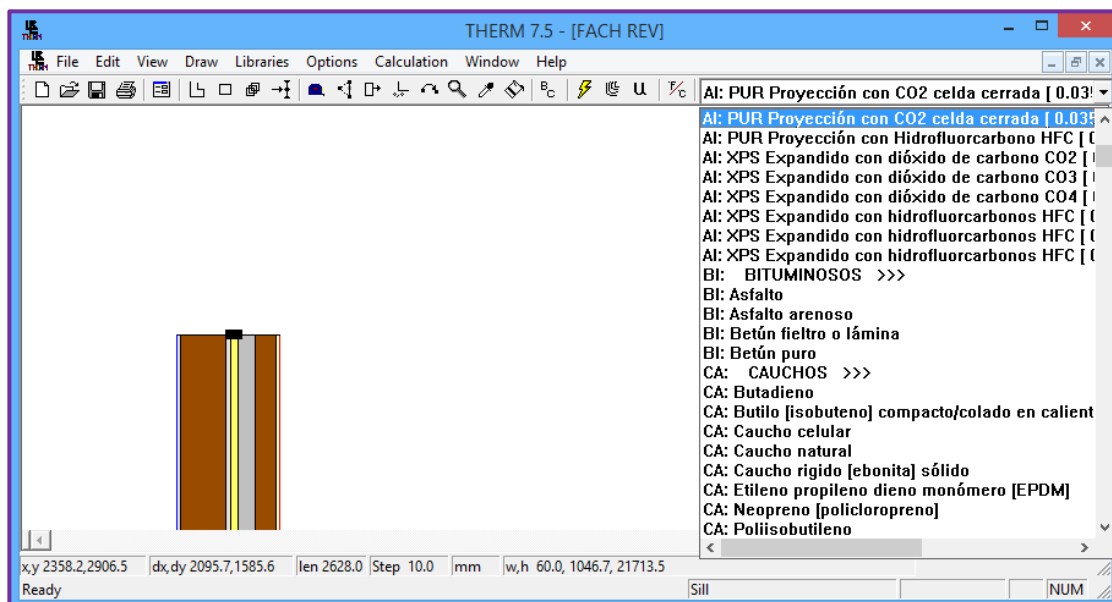 THERM 7.5 - [FACH REV]
File Edit View Draw Libraries Options Calculation Window Help
AI: PUR Proyección con CO2 celda cerrada [ 0.035
AI: PUR Proyección con CO2 celda cerrada [ 0.035
AI: PUR Proyección con Hidrofluorcarbono HFC [ 0
AI: XPS Expandido con dióxido de carbono CO2 [
AI: XPS Expandido con dióxido de carbono CO3 [
AI: XPS Expandido con dióxido de carbono CO4 [
AI: XPS Expandido con hidrofluorcarbonos HFC [ 0
AI: XPS Expandido con hidrofluorcarbonos HFC [ 0
AI: XPS Expandido con hidrofluorcarbonos HFC [ 0
BI: BITUMINOSOS >>>
BI: Asfalto
BI: Asfalto arenoso
BI: Betún fieltro o lámina
BI: Betún puro
CA: CAUCHOS >>>
CA: Butadieno
CA: Butilo [isobuteno] compacto/colado en calient
CA: Caucho celular
CA: Caucho natural
CA: Caucho rigido [ebonita] sólido
CA: Etileno propileno dieno monómero [EPDM]
CA: Neopreno [policloropreno]
CA: Poliisobutileno
x,y 2358.2,2906.5 dx,dy 2095.7,1585.6 len 2628.0 Step 10.0 mm w,h 60.0, 1046.7, 21713.5
Ready Sill NUM